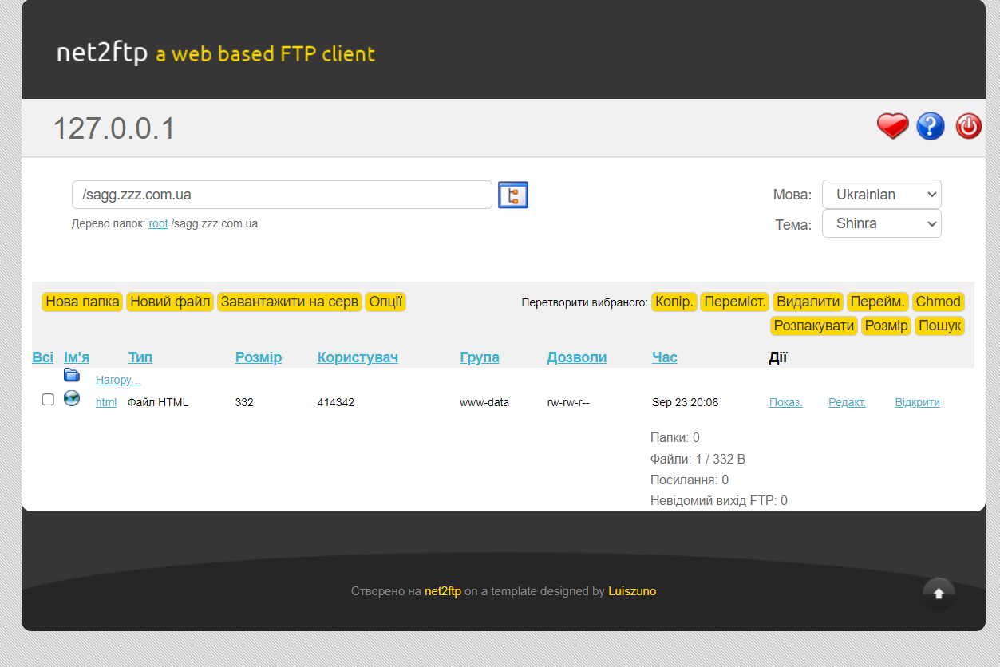 net2ftp a web based FTP client
127.0.0.1
/sagg.zzz.com.ua
Мова: Ukrainian
Дерево папок: root /sagg.zzz.com.ua
Тема: Shinra
Нова папка Новий файл Завантажити на серв Опції Перетворити вибраного: Копір. Переміст. Видалити Перейм. Chmod
Розпакувати Розмір Пошук
Всі Ім'я Тип Розмір Користувач Група Дозволи Час Дії
Нагору ..
html Файл HTML 332 414342 www-data rw-rw-r-- Sep 23 20:08 Показ. Редакт. Відкрити
Папки: 0
Файли: 1 / 332 B
Посилання: 0
Невідомий вихід FTP: 0
Створено на net2ftp on a template designed by Luiszuno